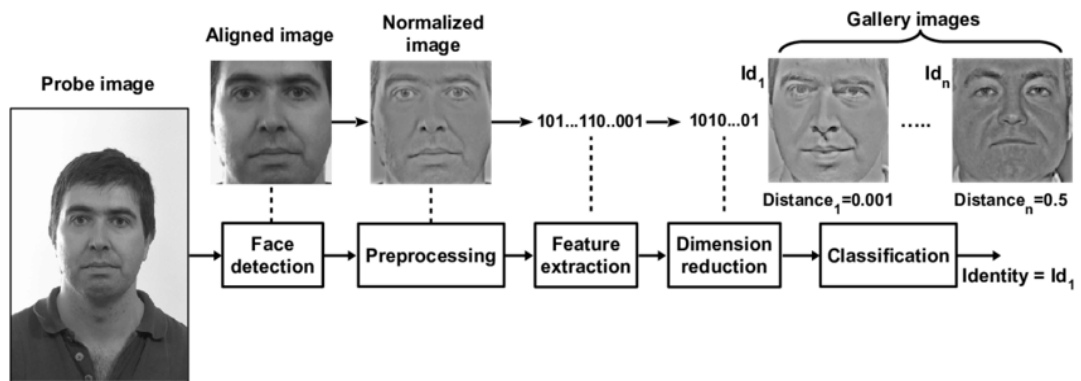 Probe image
Aligned image
Normalized
image
Gallery images
Id1
Idn
101...110..001
1010...01
.....
Distance1=0.001
Distancen=0.5
Face
detection
Preprocessing
Feature
extraction
Dimension
reduction
Classification
Identity = Id1